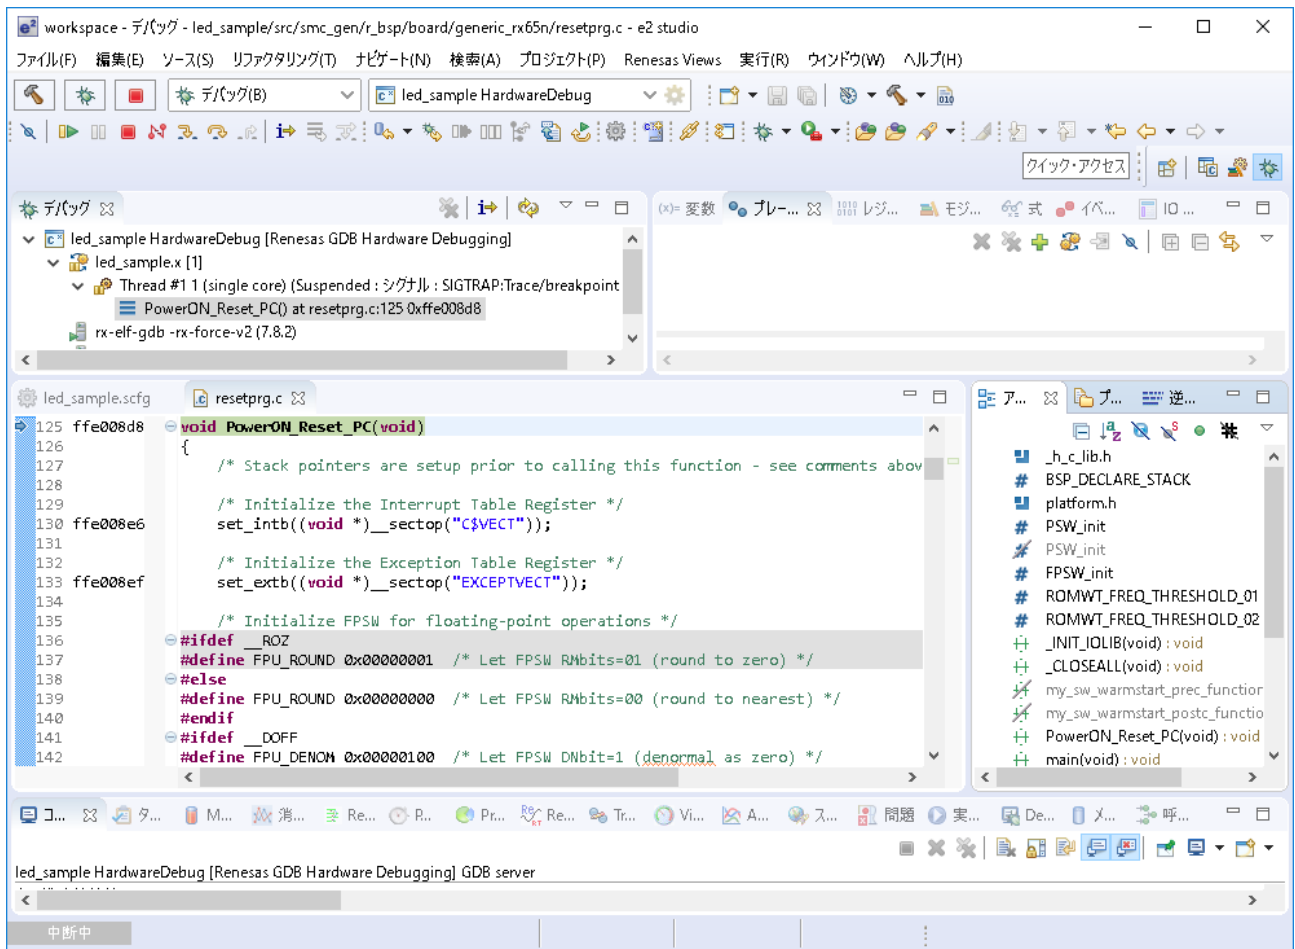 workspace - デバッグ - led_sample/src/smc_gen/r_bsp/board/generic_rx65n/resetprg.c - e2 studio
ファイル(F) 編集(E) ソース(S) リファクタリング(T) ナビゲート(N) 検索(A) プロジェクト(P) Renesas Views 実行(R) ウィンドウ(W) ヘルプ(H)
デバッグ(B) led_sample HardwareDebug
クイック・アクセス
デバッグ
(x)= 変数 ブレー... レジ... モジ... 式 イベ... IO ...
led_sample HardwareDebug [Renesas GDB Hardware Debugging]
led_sample.x [1]
Thread #1 1 (single core) (Suspended : シグナル : SIGTRAP:Trace/breakpoint
PowerON_Reset_PC() at resetprg.c:125 0xffe008d8
rx-elf-gdb -rx-force-v2 (7.8.2)
led_sample.scfg resetprg.c
ア... プ... 逆...
125 ffe008d8 void PowerON_Reset_PC(void)
126 {
127 /* Stack pointers are setup prior to calling this function - see comments abov
128
129 /* Initialize the Interrupt Table Register */
130 ffe008e6 set_intb((void *)__sectop("C$VECT"));
131
132 /* Initialize the Exception Table Register */
133 ffe008ef set_extb((void *)__sectop("EXCEPTVECT"));
134
135 /* Initialize FPSW for floating-point operations */
136 #ifdef __ROZ
137 #define FPU_ROUND 0x00000001 /* Let FPSW RMbits=01 (round to zero) */
138 #else
139 #define FPU_ROUND 0x00000000 /* Let FPSW RMbits=00 (round to nearest) */
140 #endif
141 #ifdef __DOFF
142 #define FPU_DENOM 0x00000100 /* Let FPSW DNbit=1 (denormal as zero) */
_h_c_lib.h
BSP_DECLARE_STACK
platform.h
PSW_init
PSW_init
FPSW_init
ROMWT_FREQ_THRESHOLD_01
ROMWT_FREQ_THRESHOLD_02
_INIT_IOLIB(void) : void
_CLOSEALL(void) : void
my_sw_warmstart_prec_function
my_sw_warmstart_postc_functio
PowerON_Reset_PC(void) : void
main(void) : void
コ... タ... M... 消... Re... P... Pr... Re... Tr... Vi... A... ス... 問題 実... De... メ... 呼...
led_sample HardwareDebug [Renesas GDB Hardware Debugging] GDB server
中断中